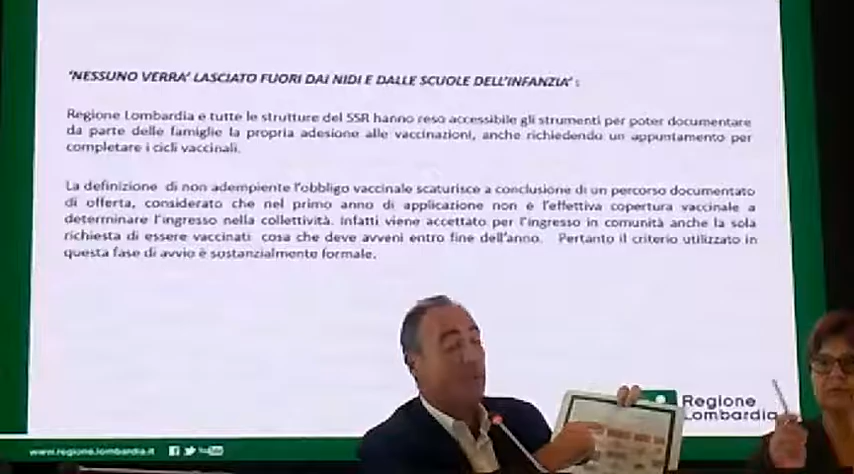 'NESSUNO VERRA' LASCIATO FUORI DAI NIDI E DALLE SCUOLE DELL'INFANZIA' :
Regione Lombardia e tutte le strutture del SSR hanno reso accessibile gli strumenti per poter documentare
da parte delle famiglie la propria adesione alle vaccinazioni, anche richiedendo un appuntamento per
completare i cicli vaccinali.
La definizione di non adempiente l'obbligo vaccinale scaturisce a conclusione di un percorso documentato
di offerta, considerato che nel primo anno di applicazione non è l'effettiva copertura vaccinale a
determinare l'ingresso nella collettività. Infatti viene accettato per l'ingresso in comunità anche la sola
richiesta di essere vaccinati cosa che deve avveni entro fine dell'anno. Pertanto il criterio utilizzato in
questa fase di avvio è sostanzialmente formale.
Regione
Lombardia
www.regione.lombardia.it
You Tube